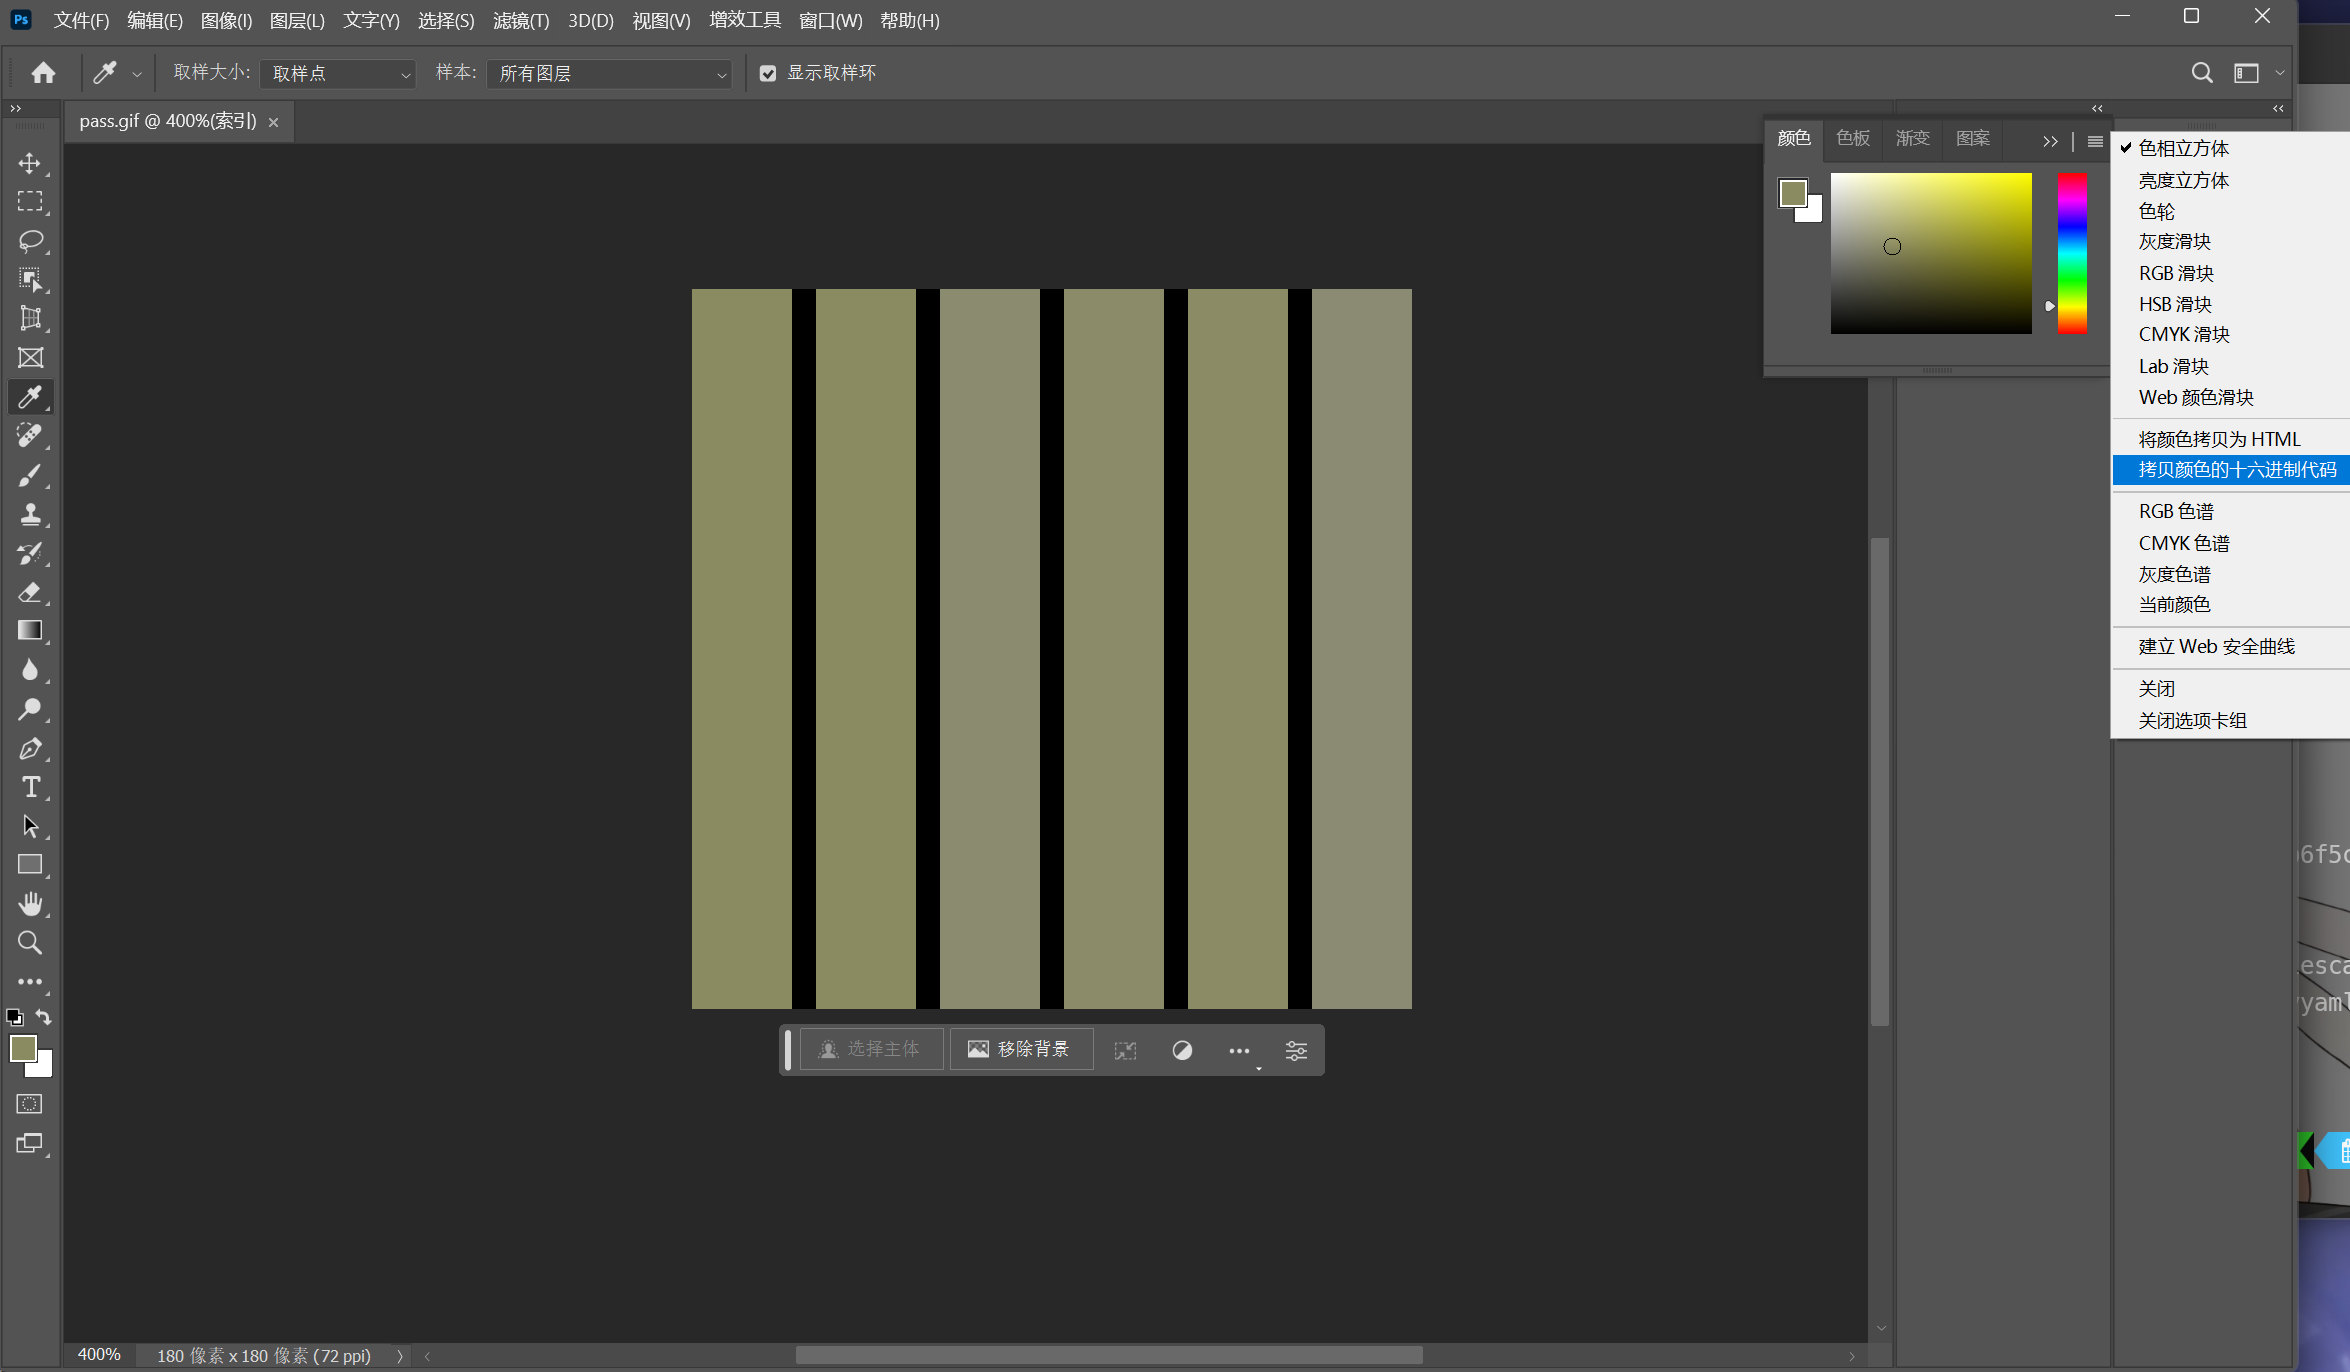 Ps 文件(F) 编辑(E) 图像(I) 图层(L) 文字(Y) 选择(S) 滤镜(T) 3D(D) 视图(V) 增效工具 窗口(W) 帮助(H)
取样大小: 取样点 样本: 所有图层 显示取样环
pass.gif @ 400%(索引)
颜色 色板 渐变 图案
色相立方体
亮度立方体
色轮
灰度滑块
RGB 滑块
HSB 滑块
CMYK 滑块
Lab 滑块
Web 颜色滑块
将颜色拷贝为 HTML
拷贝颜色的十六进制代码
RGB 色谱
CMYK 色谱
灰度色谱
当前颜色
建立 Web 安全曲线
关闭
关闭选项卡组
选择主体 移除背景
400% 180 像素 x 180 像素 (72 ppi)